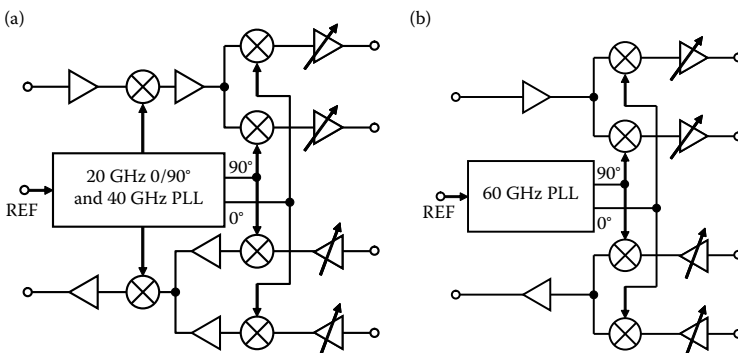 (a)
90°
20 GHz 0/90°
and 40 GHz PLL
REF
0°
(b)
90°
60 GHz PLL
REF
0°